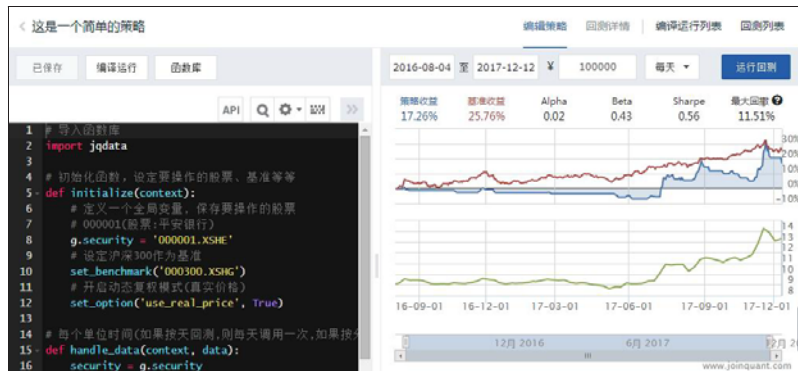 这是一个简单的策略
编辑策略 回测详情 编译运行列表 回测列表
已保存 编译运行 函数库
2016-08-04 至 2017-12-12 ¥ 100000 每天 运行回测
API
策略收益 基准收益 Alpha Beta Sharpe 最大回撤
17.26% 25.76% 0.02 0.43 0.56 11.51%
1 # 导入函数库
2 import jqdata
3
4 # 初始化函数，设定要操作的股票、基准等等
5 def initialize(context):
6 # 定义一个全局变量，保存要操作的股票
7 # 000001(股票:平安银行)
8 g.security = '000001.XSHE'
9 # 设定沪深300作为基准
10 set_benchmark('000300.XSHG')
11 # 开启动态复权模式(真实价格)
12 set_option('use_real_price', True)
13
14 # 每个单位时间(如果按天回测,则每天调用一次,如果按
15 def handle_data(context, data):
16 security = g.security
30%
20%
10%
0%
-10%
14
13
12
11
10
9
8
16-09-01 16-12-01 17-03-01 17-06-01 17-09-01 17-12-01
12月 2016 6月 2017 12月 2
www.joinquant.com